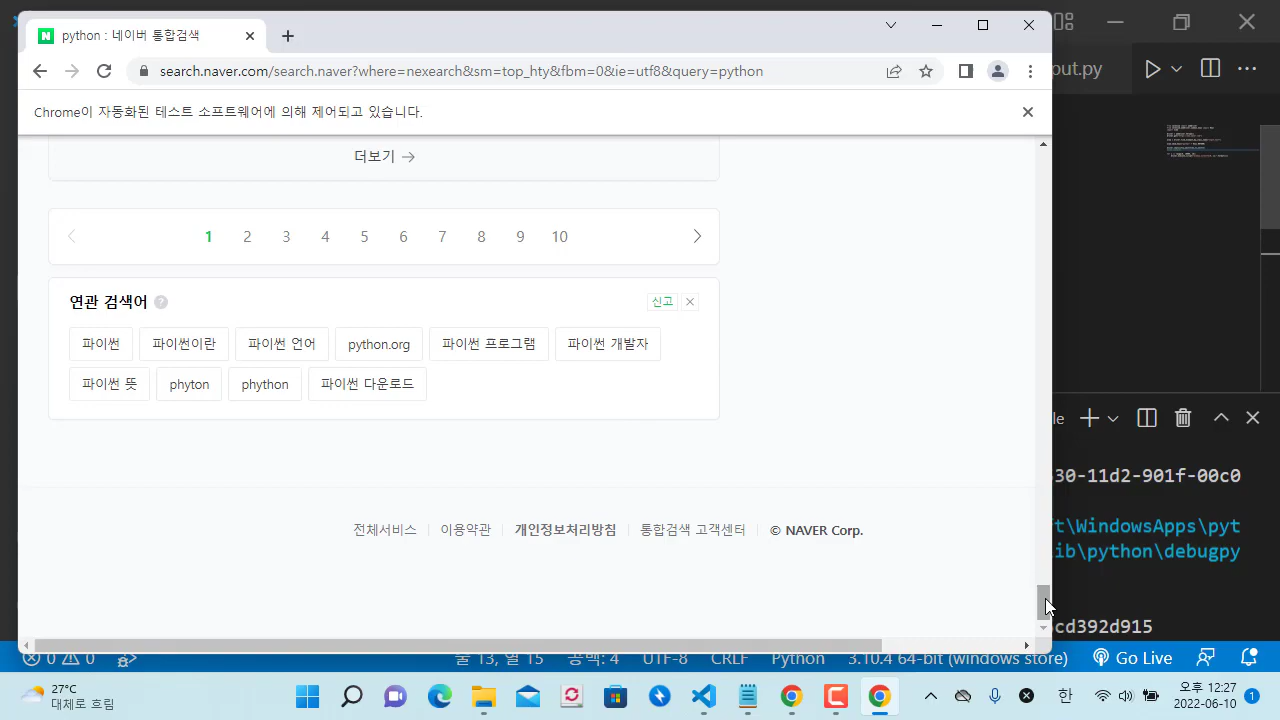 python : 네이버 통합검색
put.py
search.naver.com/search.naver?where=nexearch&sm=top_hty&fbm=0&ie=utf8&query=python
Chrome이 자동화된 테스트 소프트웨어에 의해 제어되고 있습니다.
더보기
1 2 3 4 5 6 7 8 9 10
연관 검색어 ?
신고
파이썬 파이썬이란 파이썬 언어 python.org 파이썬 프로그램 파이썬 개발자
파이썬 뜻 phyton phython 파이썬 다운로드
전체서비스 이용약관 개인정보처리방침 통합검색 고객센터 © NAVER Corp.
le
30-11d2-901f-00c0
t\WindowsApps\pyt
ib\python\debugpy
cd392d915
0 0 줄 13, 열 15 공백: 4 UTF-8 CRLF Python 3.10.4 64-bit (windows store) Go Live
27°C
대체로 흐림
한
오후 12:27
2022-06-10
1